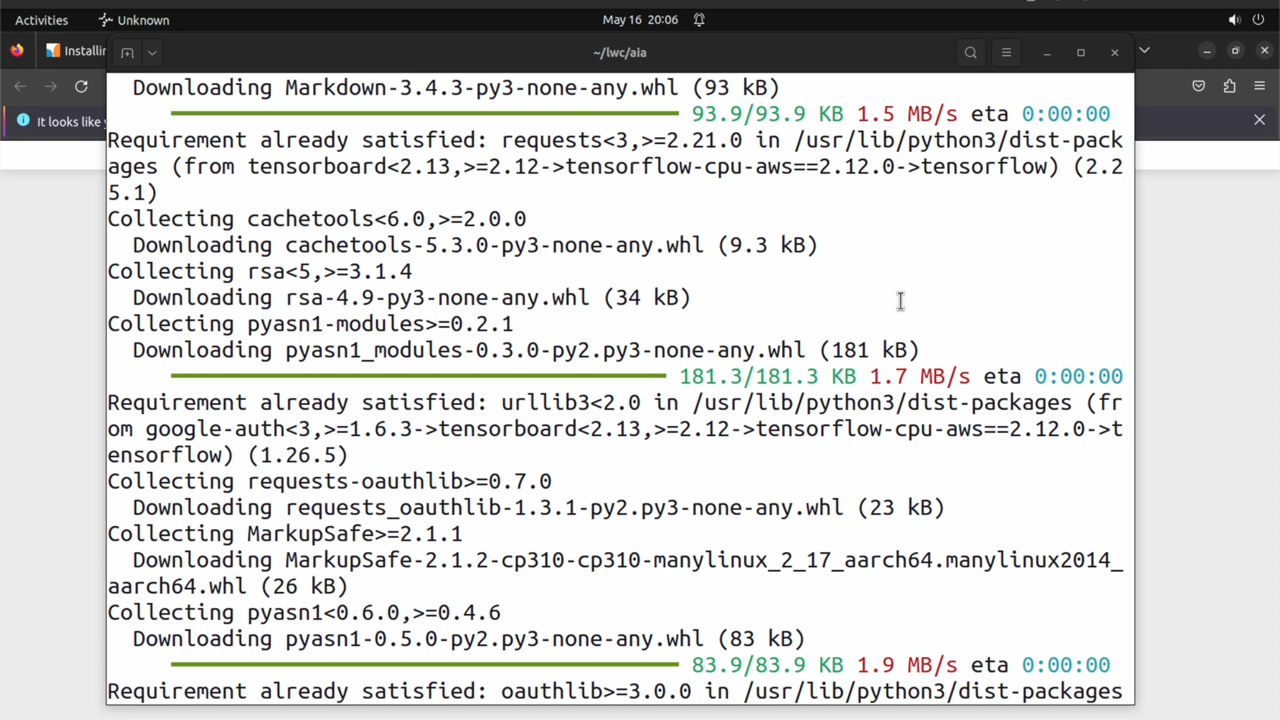 Activities
Unknown
May 16 20:06
Installin
~/lwc/aia
It looks like y
Downloading Markdown-3.4.3-py3-none-any.whl (93 kB)
93.9/93.9 KB 1.5 MB/s eta 0:00:00
Requirement already satisfied: requests<3,>=2.21.0 in /usr/lib/python3/dist-pack
ages (from tensorboard<2.13,>=2.12->tensorflow-cpu-aws==2.12.0->tensorflow) (2.2
5.1)
Collecting cachetools<6.0,>=2.0.0
Downloading cachetools-5.3.0-py3-none-any.whl (9.3 kB)
Collecting rsa<5,>=3.1.4
Downloading rsa-4.9-py3-none-any.whl (34 kB)
Collecting pyasn1-modules>=0.2.1
Downloading pyasn1_modules-0.3.0-py2.py3-none-any.whl (181 kB)
181.3/181.3 KB 1.7 MB/s eta 0:00:00
Requirement already satisfied: urllib3<2.0 in /usr/lib/python3/dist-packages (fr
om google-auth<3,>=1.6.3->tensorboard<2.13,>=2.12->tensorflow-cpu-aws==2.12.0->t
ensorflow) (1.26.5)
Collecting requests-oauthlib>=0.7.0
Downloading requests_oauthlib-1.3.1-py2.py3-none-any.whl (23 kB)
Collecting MarkupSafe>=2.1.1
Downloading MarkupSafe-2.1.2-cp310-cp310-manylinux_2_17_aarch64.manylinux2014_
aarch64.whl (26 kB)
Collecting pyasn1<0.6.0,>=0.4.6
Downloading pyasn1-0.5.0-py2.py3-none-any.whl (83 kB)
83.9/83.9 KB 1.9 MB/s eta 0:00:00
Requirement already satisfied: oauthlib>=3.0.0 in /usr/lib/python3/dist-packages